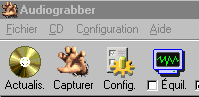 Audiograbber
Fichier CD Configuration Aide
Actualis. Capturer Config. Équil.